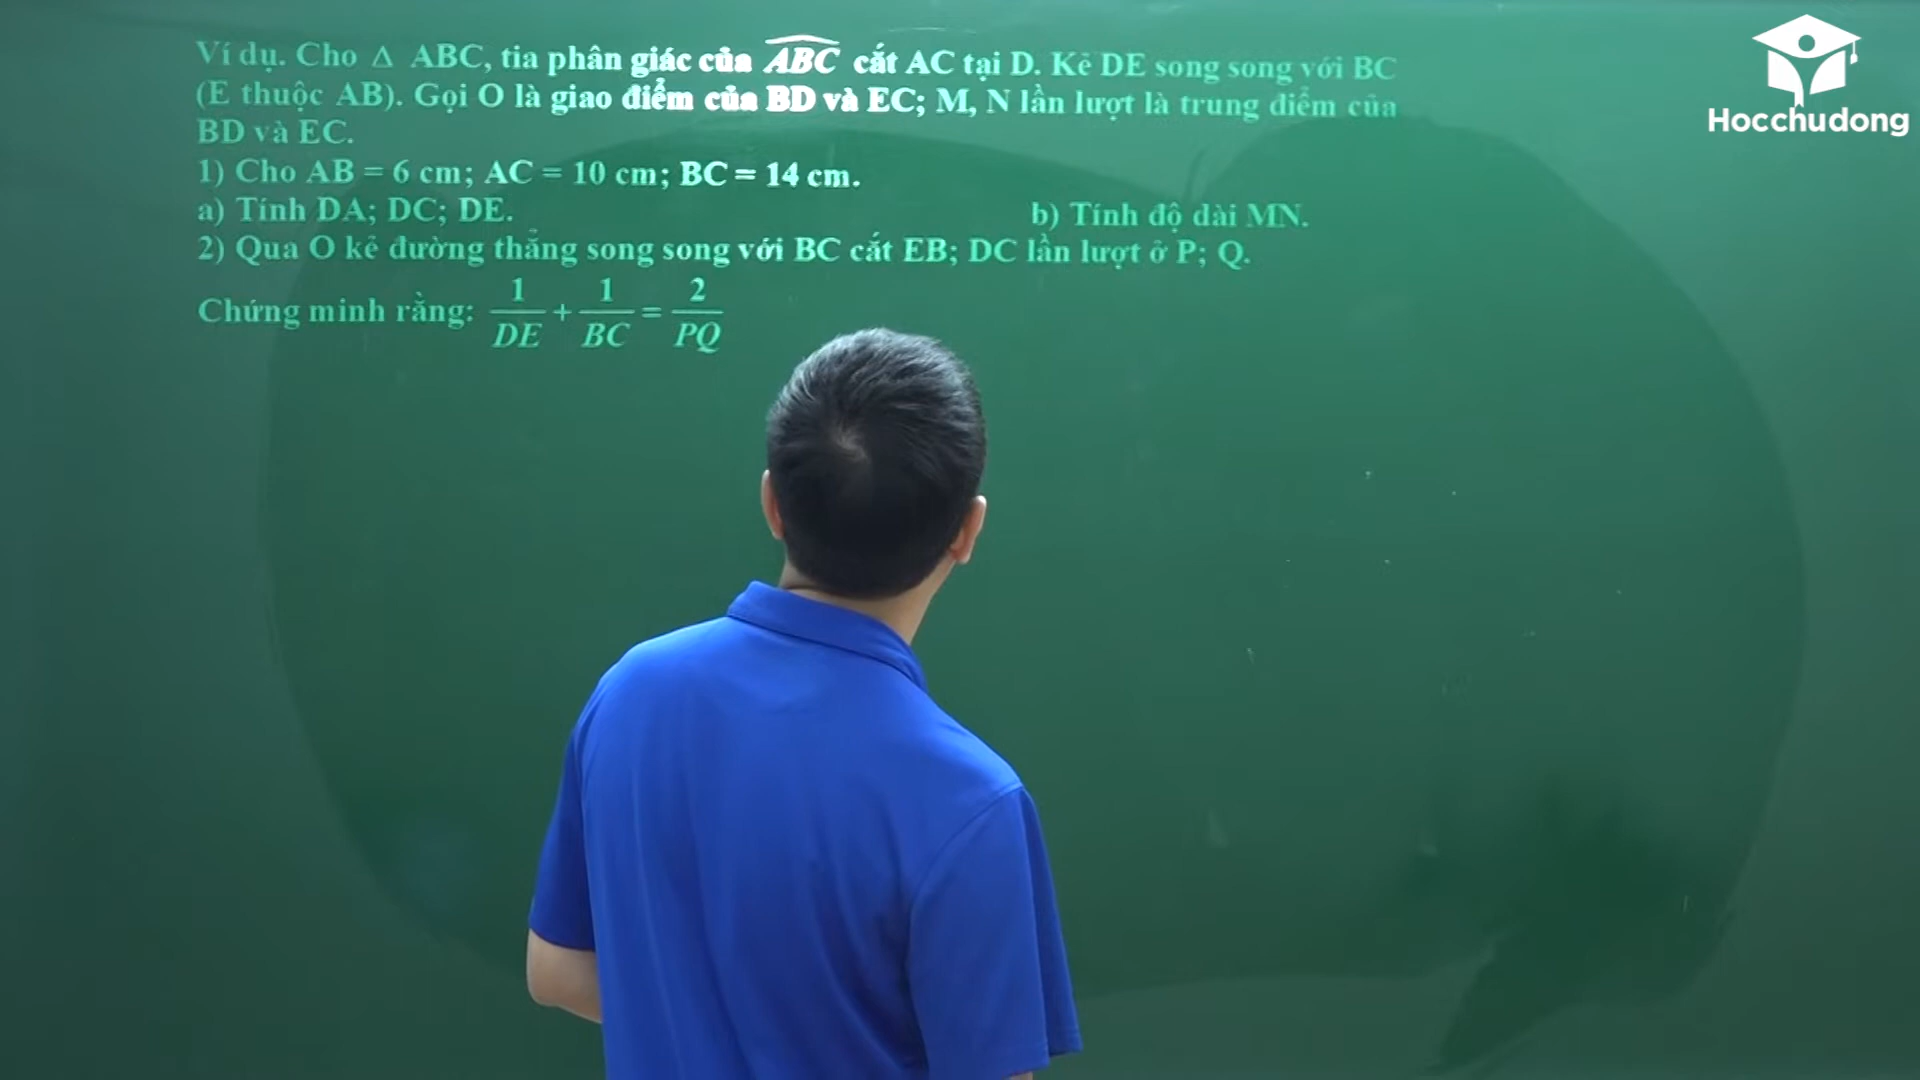 Ví dụ. Cho Δ ABC, tia phân giác của \widehat{ABC} cắt AC tại D. Kẻ DE song song với BC
(E thuộc AB). Gọi O là giao điểm của BD và EC; M, N lần lượt là trung điểm của
BD và EC.
1) Cho AB = 6 cm; AC = 10 cm; BC = 14 cm.
a) Tính DA; DC; DE. b) Tính độ dài MN.
2) Qua O kẻ đường thẳng song song với BC cắt EB; DC lần lượt ở P; Q.
Chứng minh rằng: \frac{1}{DE} + \frac{1}{BC} = \frac{2}{PQ}
Hocchudong